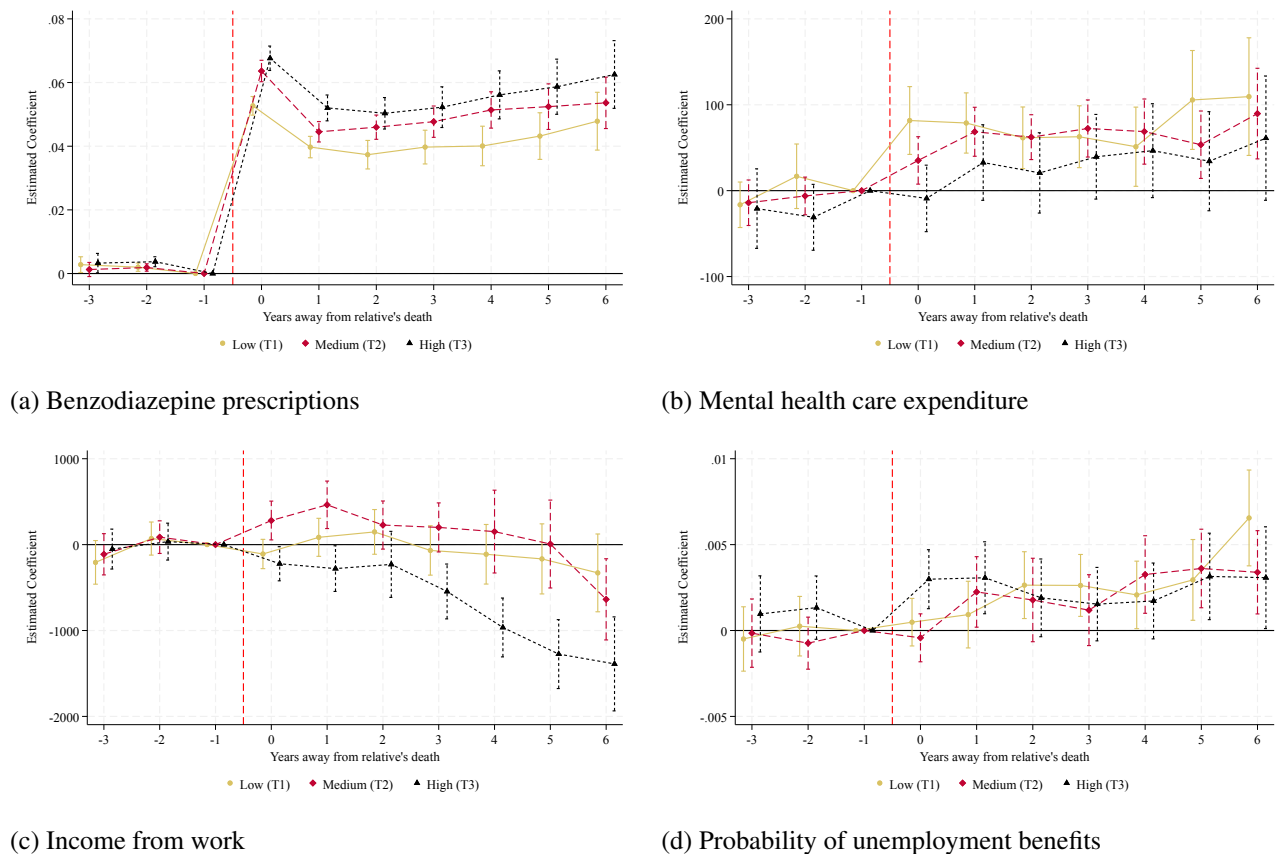 .08
.06
.04
.02
0
Estimated Coefficient
-3 -2 -1 0 1 2 3 4 5 6
Years away from relative's death
Low (T1) Medium (T2) High (T3)
(a) Benzodiazepine prescriptions
200
100
0
-100
Estimated Coefficient
-3 -2 -1 0 1 2 3 4 5 6
Years away from relative's death
Low (T1) Medium (T2) High (T3)
(b) Mental health care expenditure
1000
0
-1000
-2000
Estimated Coefficient
-3 -2 -1 0 1 2 3 4 5 6
Years away from relative's death
Low (T1) Medium (T2) High (T3)
(c) Income from work
.01
.005
0
-.005
Estimated Coefficient
-3 -2 -1 0 1 2 3 4 5 6
Years away from relative's death
Low (T1) Medium (T2) High (T3)
(d) Probability of unemployment benefits